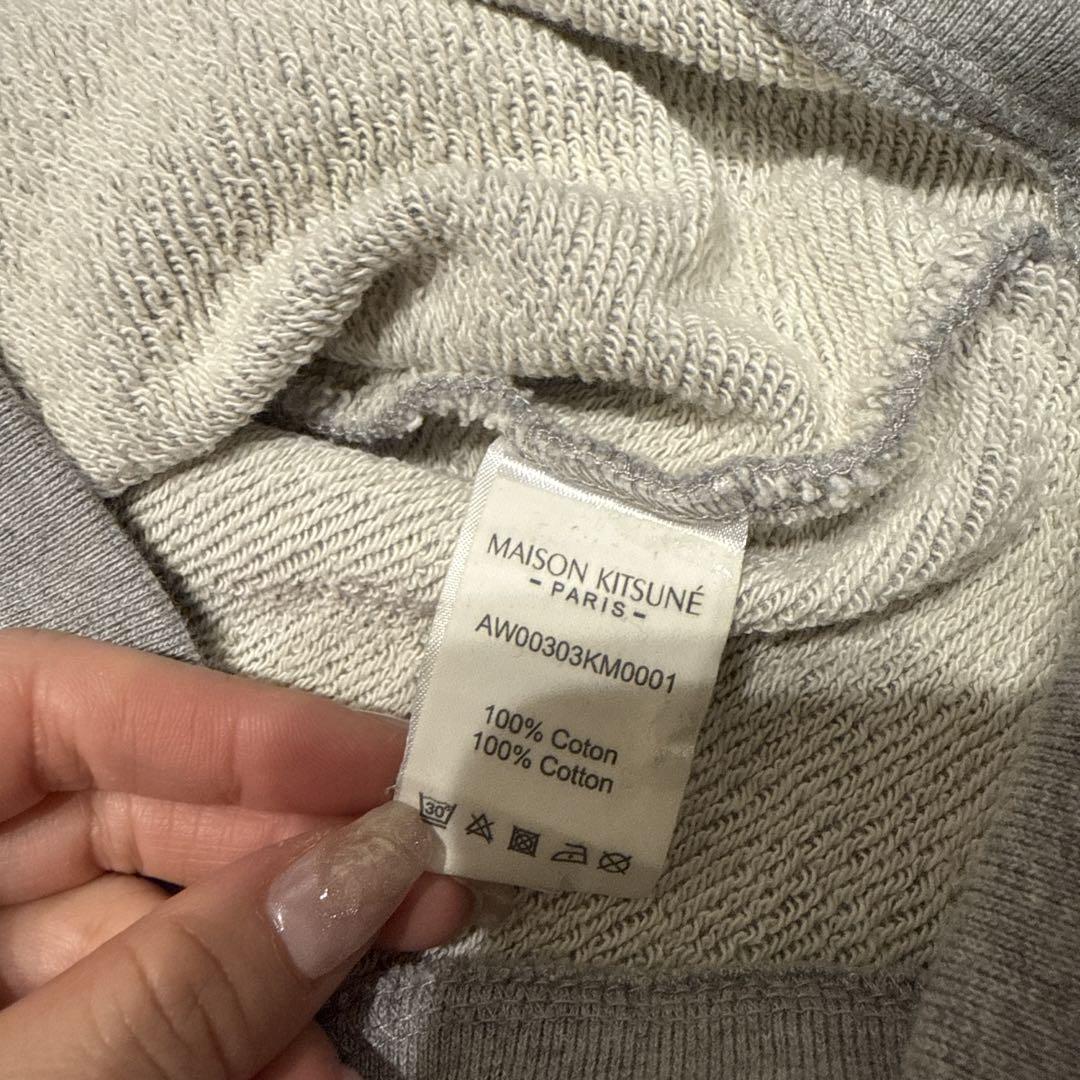 MAISON KITSUNÉ
- PARIS -
AW00303KM0001
100% Coton
100% Cotton
30°